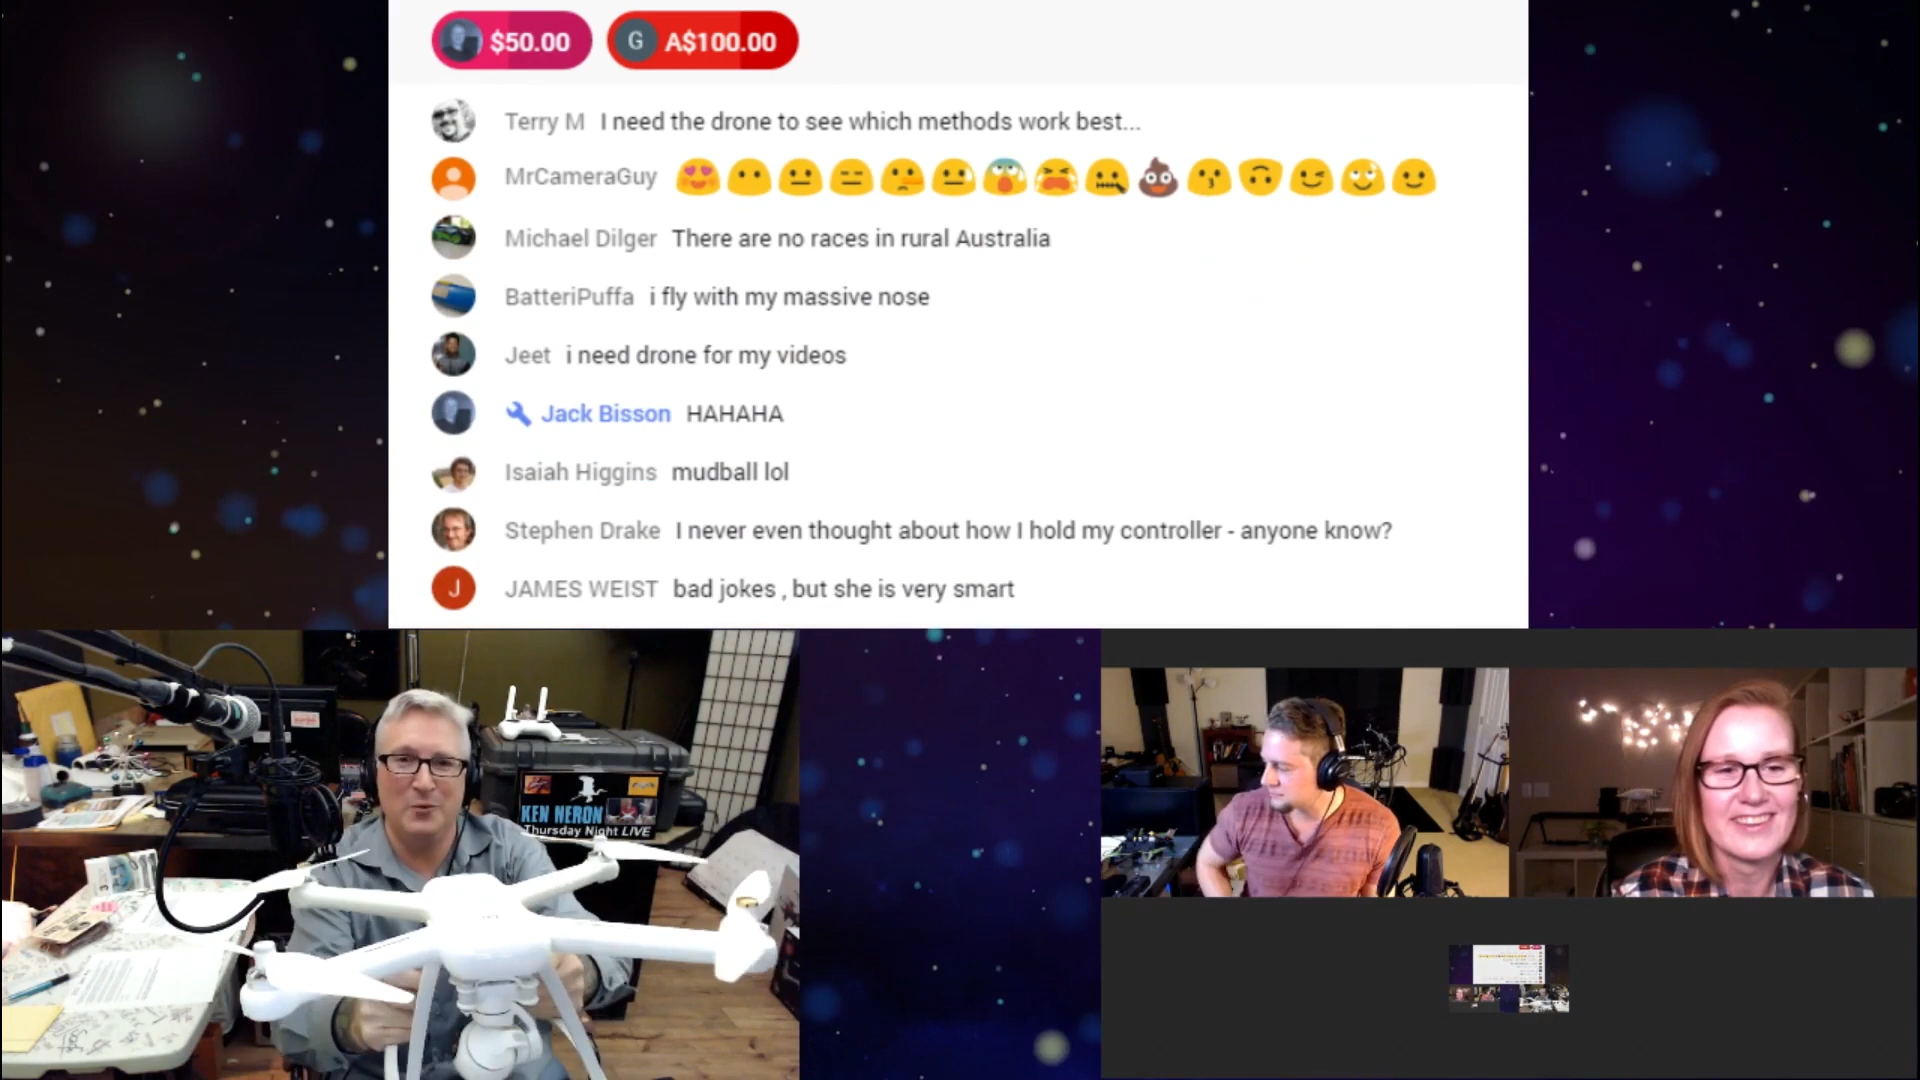 $50.00
G A$100.00
Terry M I need the drone to see which methods work best...
MrCameraGuy
Michael Dilger There are no races in rural Australia
BatteriPuffa i fly with my massive nose
Jeet i need drone for my videos
Jack Bisson HAHAHA
Isaiah Higgins mudball lol
Stephen Drake I never even thought about how I hold my controller - anyone know?
J JAMES WEIST bad jokes , but she is very smart
KEN HERON
Thursday Night LIVE